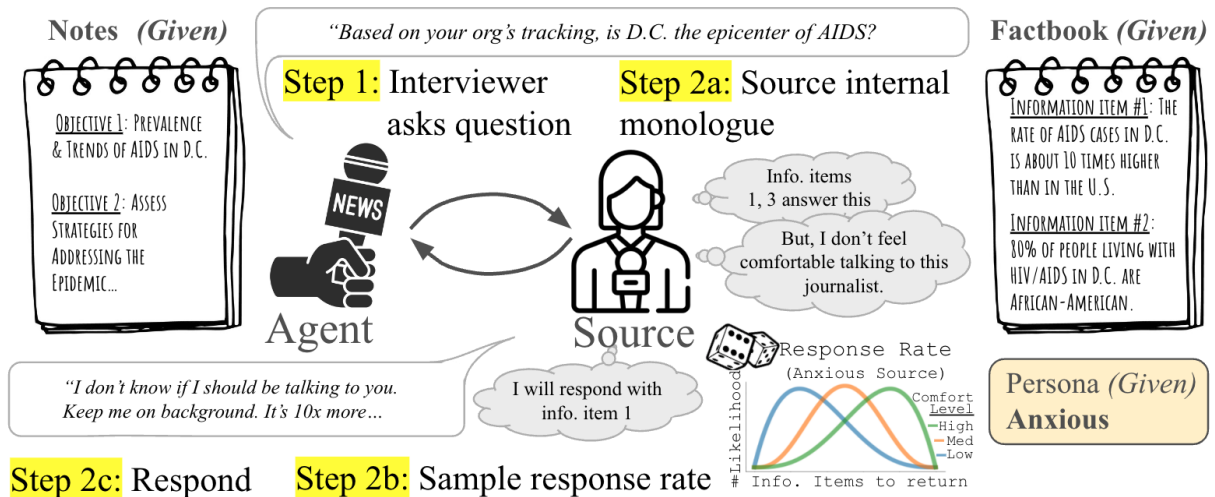 Notes (Given)
OBJECTIVE 1: PREVALENCE
& TRENDS OF AIDS IN D.C.
OBJECTIVE 2: ASSESS
STRATEGIES FOR
ADDRESSING THE
EPIDEMIC...
“Based on your org’s tracking, is D.C. the epicenter of AIDS?
Step 1: Interviewer
asks question
Step 2a: Source internal
monologue
NEWS
Agent
Source
Info. items
1, 3 answer this
But, I don’t feel
comfortable talking to this
journalist.
Factbook (Given)
INFORMATION ITEM #1: THE
RATE OF AIDS CASES IN D.C.
IS ABOUT 10 TIMES HIGHER
THAN IN THE U.S.
INFORMATION ITEM #2:
80% OF PEOPLE LIVING WITH
HIV/AIDS IN D.C. ARE
AFRICAN-AMERICAN.
Persona (Given)
Anxious
I will respond with
info. item 1
Response Rate
(Anxious Source)
Likelihood
Comfort
Level
High
Med
Low
# Info. Items to return
“I don’t know if I should be talking to you.
Keep me on background. It’s 10x more…
Step 2c: Respond
Step 2b: Sample response rate